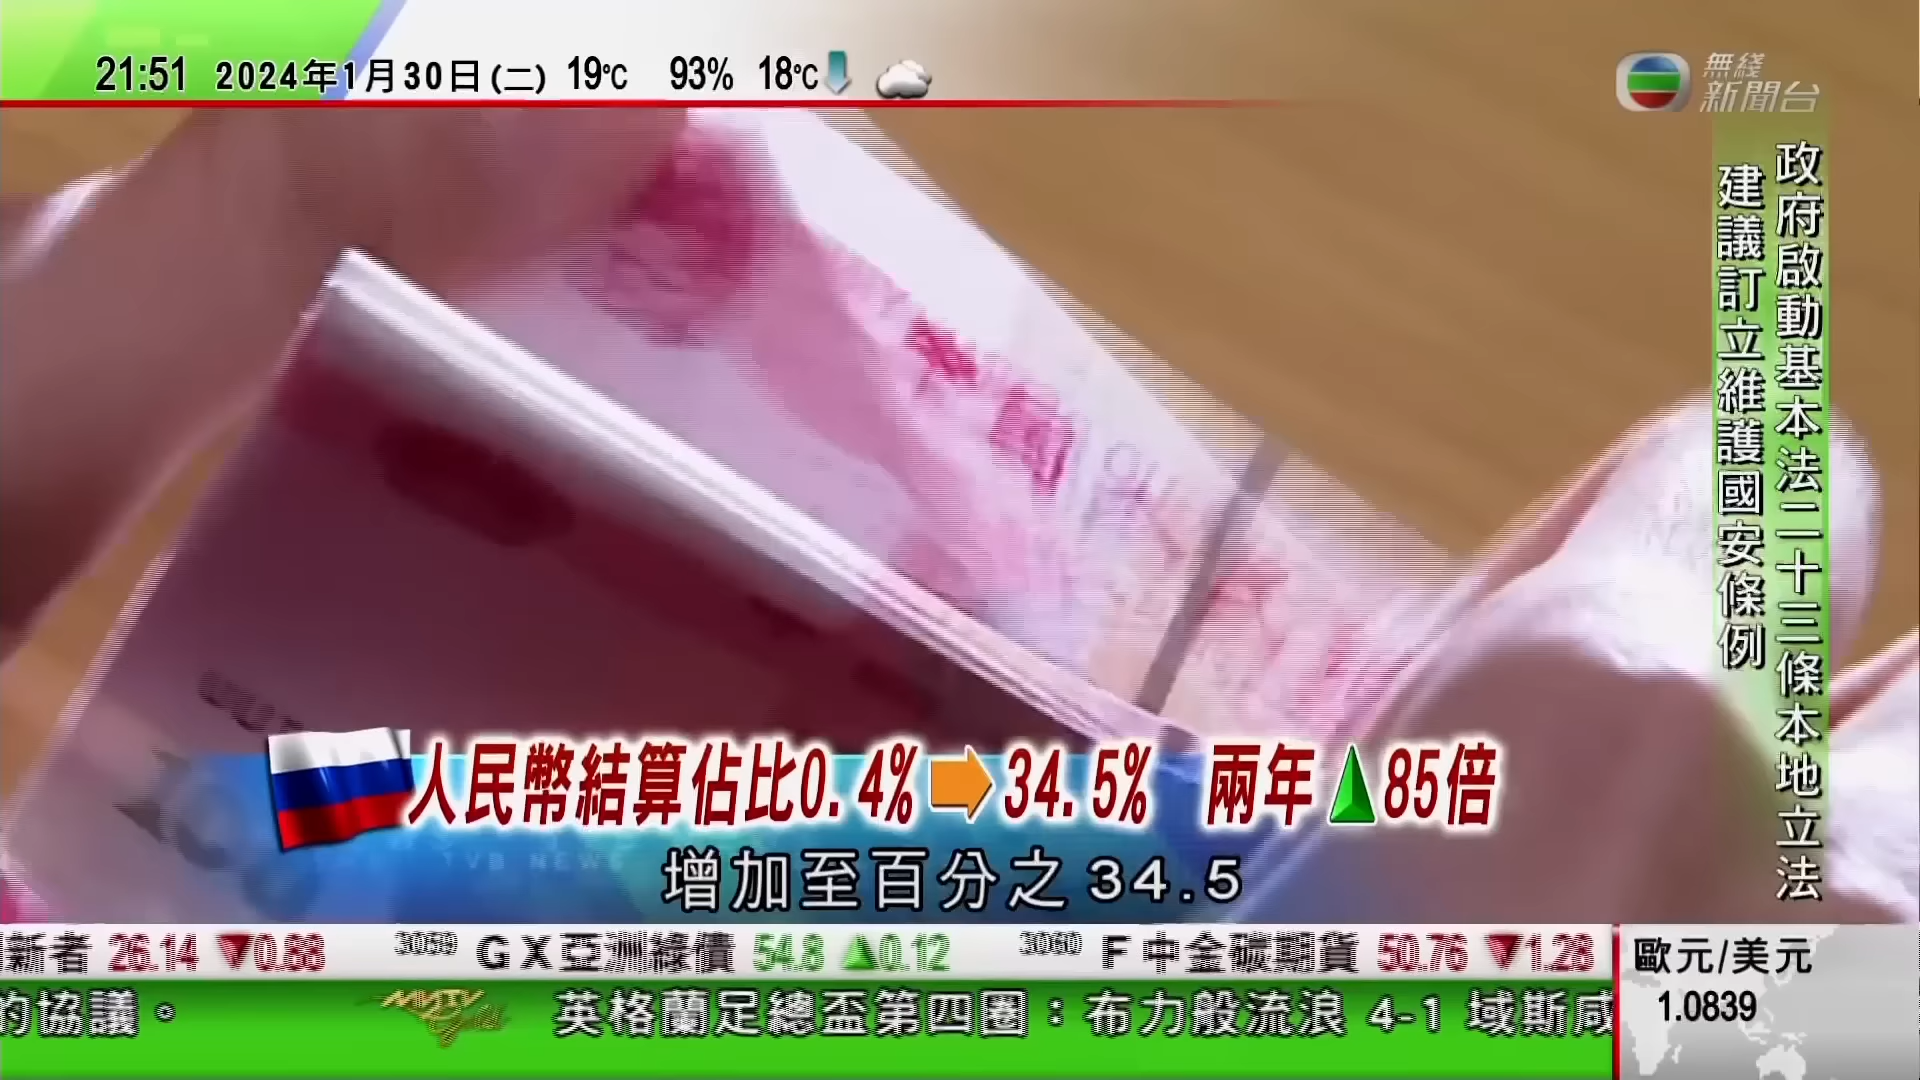 21:51 2024年1月30日(二) 19℃ 93% 18℃
無綫
新聞台
政府啟動基本法二十三條本地立法
建議訂立維護國安條例
人民幣結算佔比0.4% 34.5% 兩年 85倍
TVB NEWS
增加至百分之34.5
新者 26.14 ▼0.88 3059 GX亞洲綠債 54.8 ▲0.12 3060 F中金碳期貨 50.76 ▼1.28
歐元/美元
1.0839
的協議。 英格蘭足總盃第四圈：布力般流浪 4-1 域斯咸